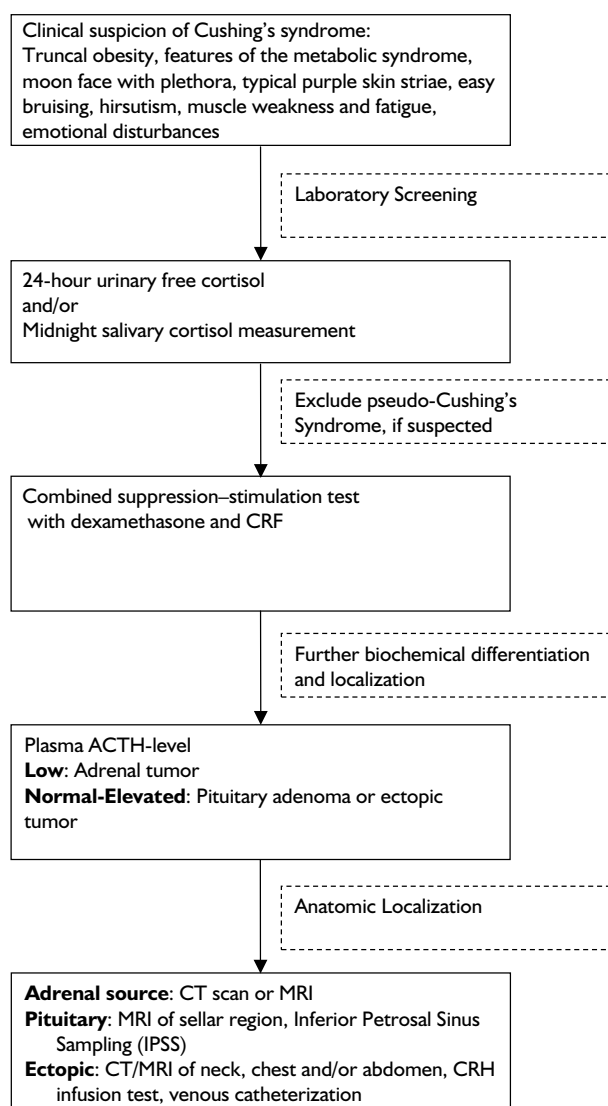 Clinical suspicion of Cushing's syndrome:
Truncal obesity, features of the metabolic syndrome,
moon face with plethora, typical purple skin striae, easy
bruising, hirsutism, muscle weakness and fatigue,
emotional disturbances
Laboratory Screening
24-hour urinary free cortisol
and/or
Midnight salivary cortisol measurement
Exclude pseudo-Cushing's
Syndrome, if suspected
Combined suppression–stimulation test
with dexamethasone and CRF
Further biochemical differentiation
and localization
Plasma ACTH-level
Low: Adrenal tumor
Normal-Elevated: Pituitary adenoma or ectopic
tumor
Anatomic Localization
Adrenal source: CT scan or MRI
Pituitary: MRI of sellar region, Inferior Petrosal Sinus
Sampling (IPSS)
Ectopic: CT/MRI of neck, chest and/or abdomen, CRH
infusion test, venous catheterization